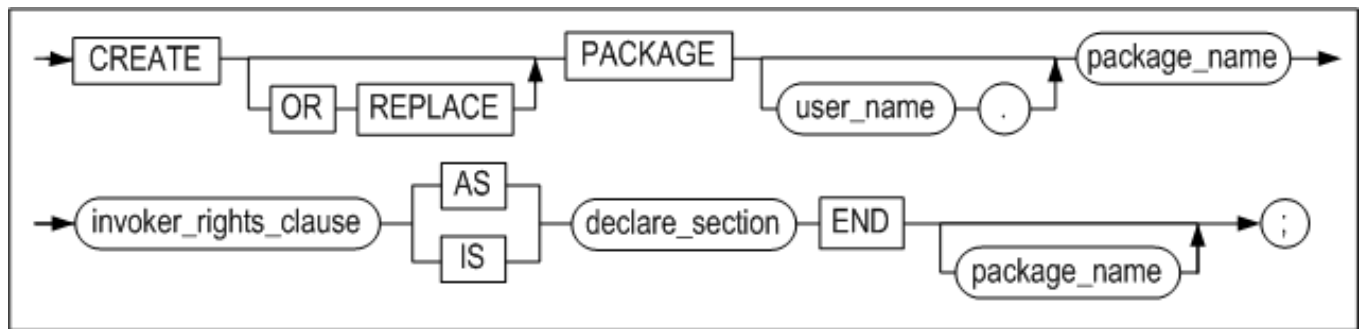 CREATE PACKAGE package_name
OR REPLACE user_name .
AS
invoker_rights_clause declare_section END ;
IS package_name